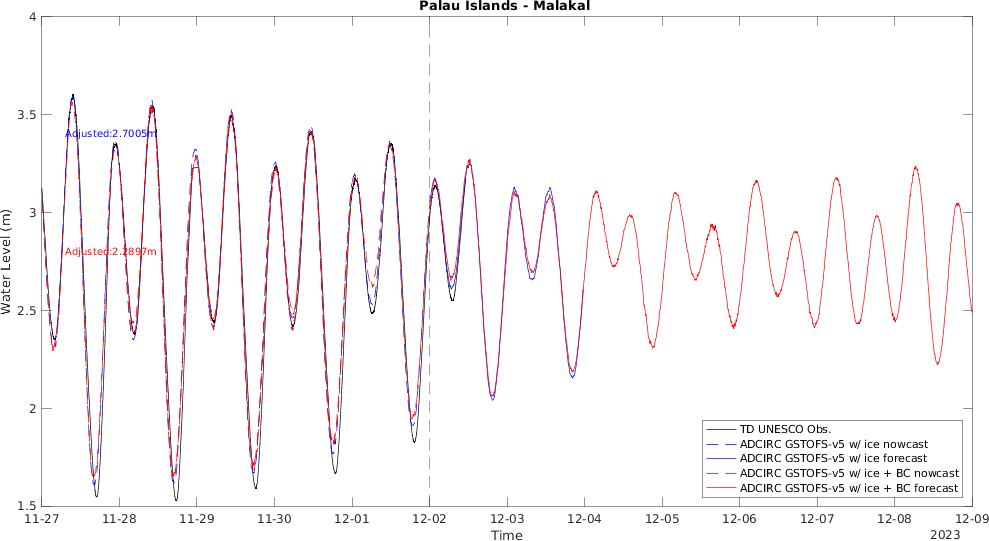 Palau Islands - Malakal
4
3.5
3
2.5
2
1.5
Water Level (m)
Adjusted:2.7005m
Adjusted:2.2897m
TD UNESCO Obs.
ADCIRC GSTOFS-v5 w/ ice nowcast
ADCIRC GSTOFS-v5 w/ ice forecast
ADCIRC GSTOFS-v5 w/ ice + BC nowcast
ADCIRC GSTOFS-v5 w/ ice + BC forecast
11-27 11-28 11-29 11-30 12-01 12-02 12-03 12-04 12-05 12-06 12-07 12-08 12-09
Time
2023